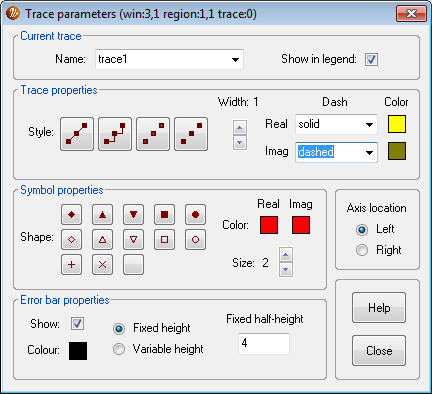 Trace parameters (win:3,1 region:1,1 trace:0)
Current trace
Name: trace1 Show in legend:
Trace properties
Width: 1 Dash Color
Style: Real solid
Imag dashed
Symbol properties
Real Imag
Shape: Color:
Size: 2
Axis location
Left
Right
Error bar properties
Show: Fixed height Fixed half-height
Colour: Variable height 4
Help
Close